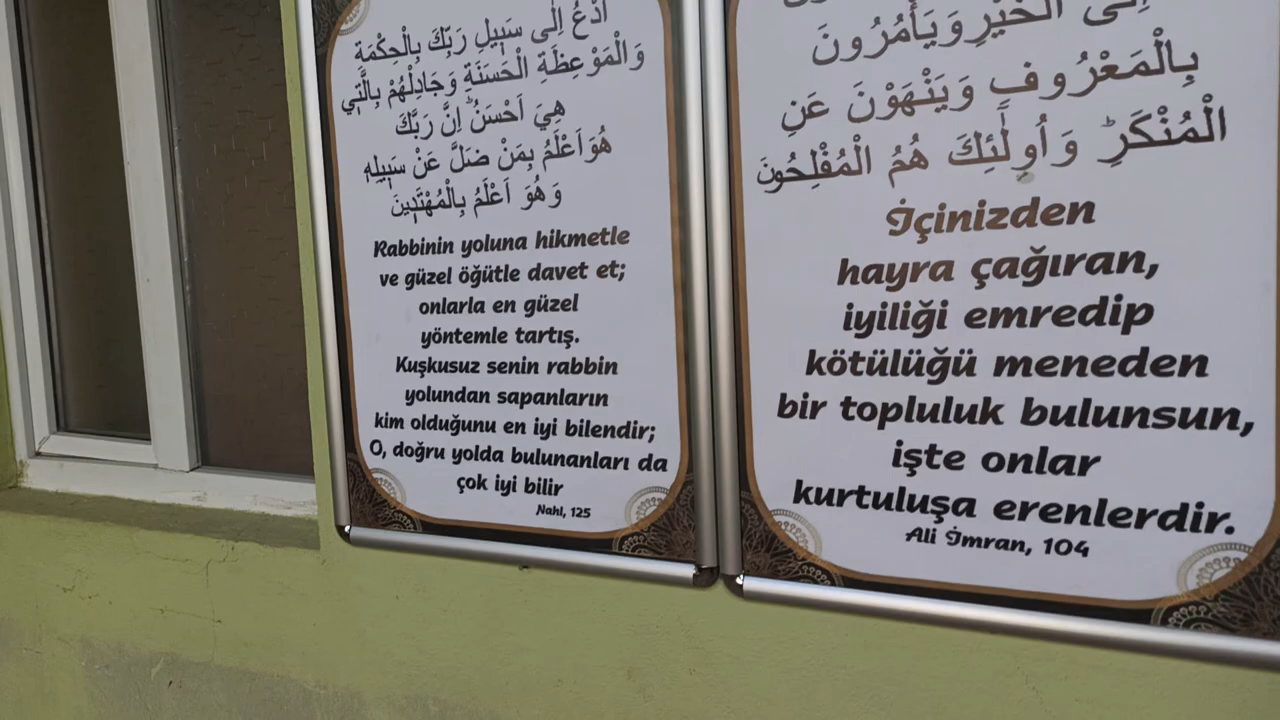 اُدْعُ اِلٰى سَب۪يلِ رَبِّكَ بِالْحِكْمَةِ
وَالْمَوْعِظَةِ الْحَسَنَةِ وَجَادِلْهُمْ بِالَّت۪ي
هِيَ اَحْسَنُۜ اِنَّ رَبَّكَ
هُوَ اَعْلَمُ بِمَنْ ضَلَّ عَنْ سَب۪يلِه۪
وَهُوَ اَعْلَمُ بِالْمُهْتَد۪ينَ
Rabbinin yoluna hikmetle
ve güzel öğütle davet et;
onlarla en güzel
yöntemle tartış.
Kuşkusuz senin rabbin
yolundan sapanların
kim olduğunu en iyi bilendir;
O, doğru yolda bulunanları da
çok iyi bilir
Nahl, 125
اِلَى الْخَيْرِ وَيَأْمُرُونَ
بِالْمَعْرُوفِ وَيَنْهَوْنَ عَنِ
الْمُنْكَرِۜ وَاُو۬لٰٓئِكَ هُمُ الْمُفْلِحُونَ
İçinizden
hayra çağıran,
iyiliği emredip
kötülüğü meneden
bir topluluk bulunsun,
işte onlar
kurtuluşa erenlerdir.
Ali İmran, 104